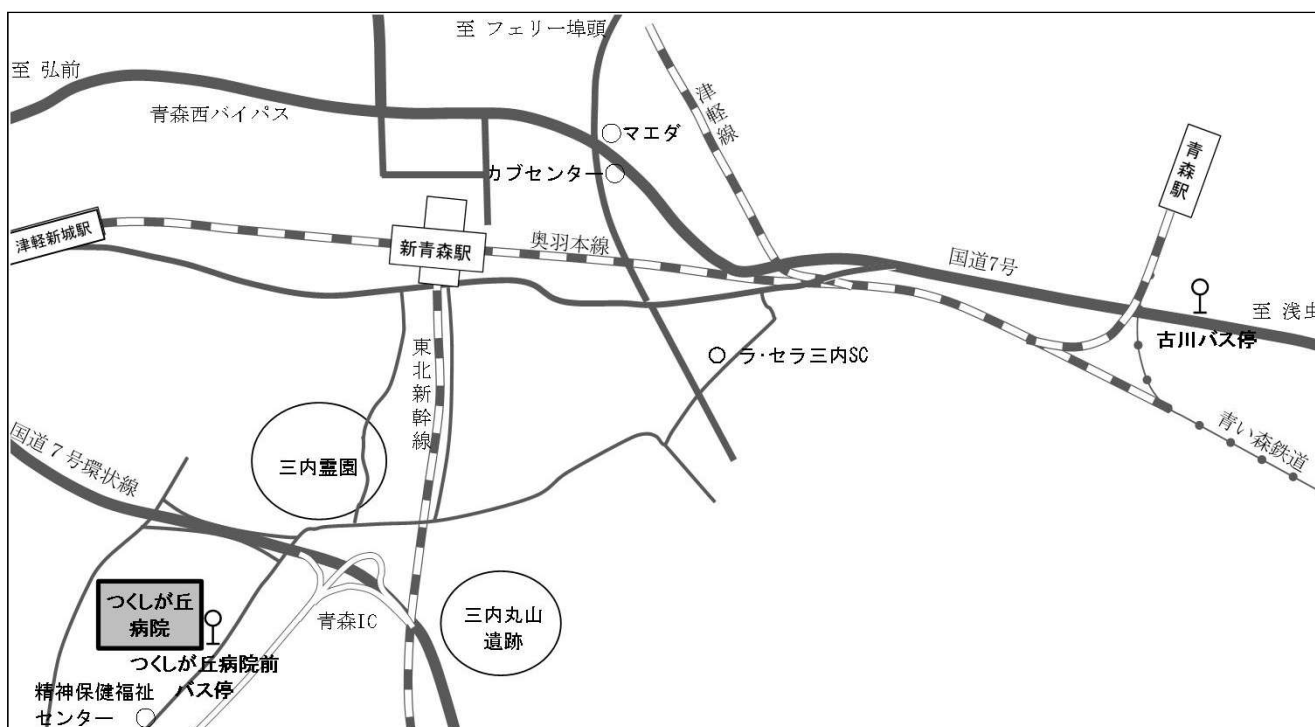 至 フェリー埠頭
至 弘前
青森西バイパス
津軽線
マエダ
カブセンター
青森駅
津軽新城駅
新青森駅
奥羽本線
国道7号
至 浅虫
古川バス停
ラ・セラ三内SC
東北新幹線
青い森鉄道
国道７号環状線
三内霊園
つくしが丘
病院
青森IC
三内丸山
遺跡
つくしが丘病院前
バス停
精神保健福祉
センター